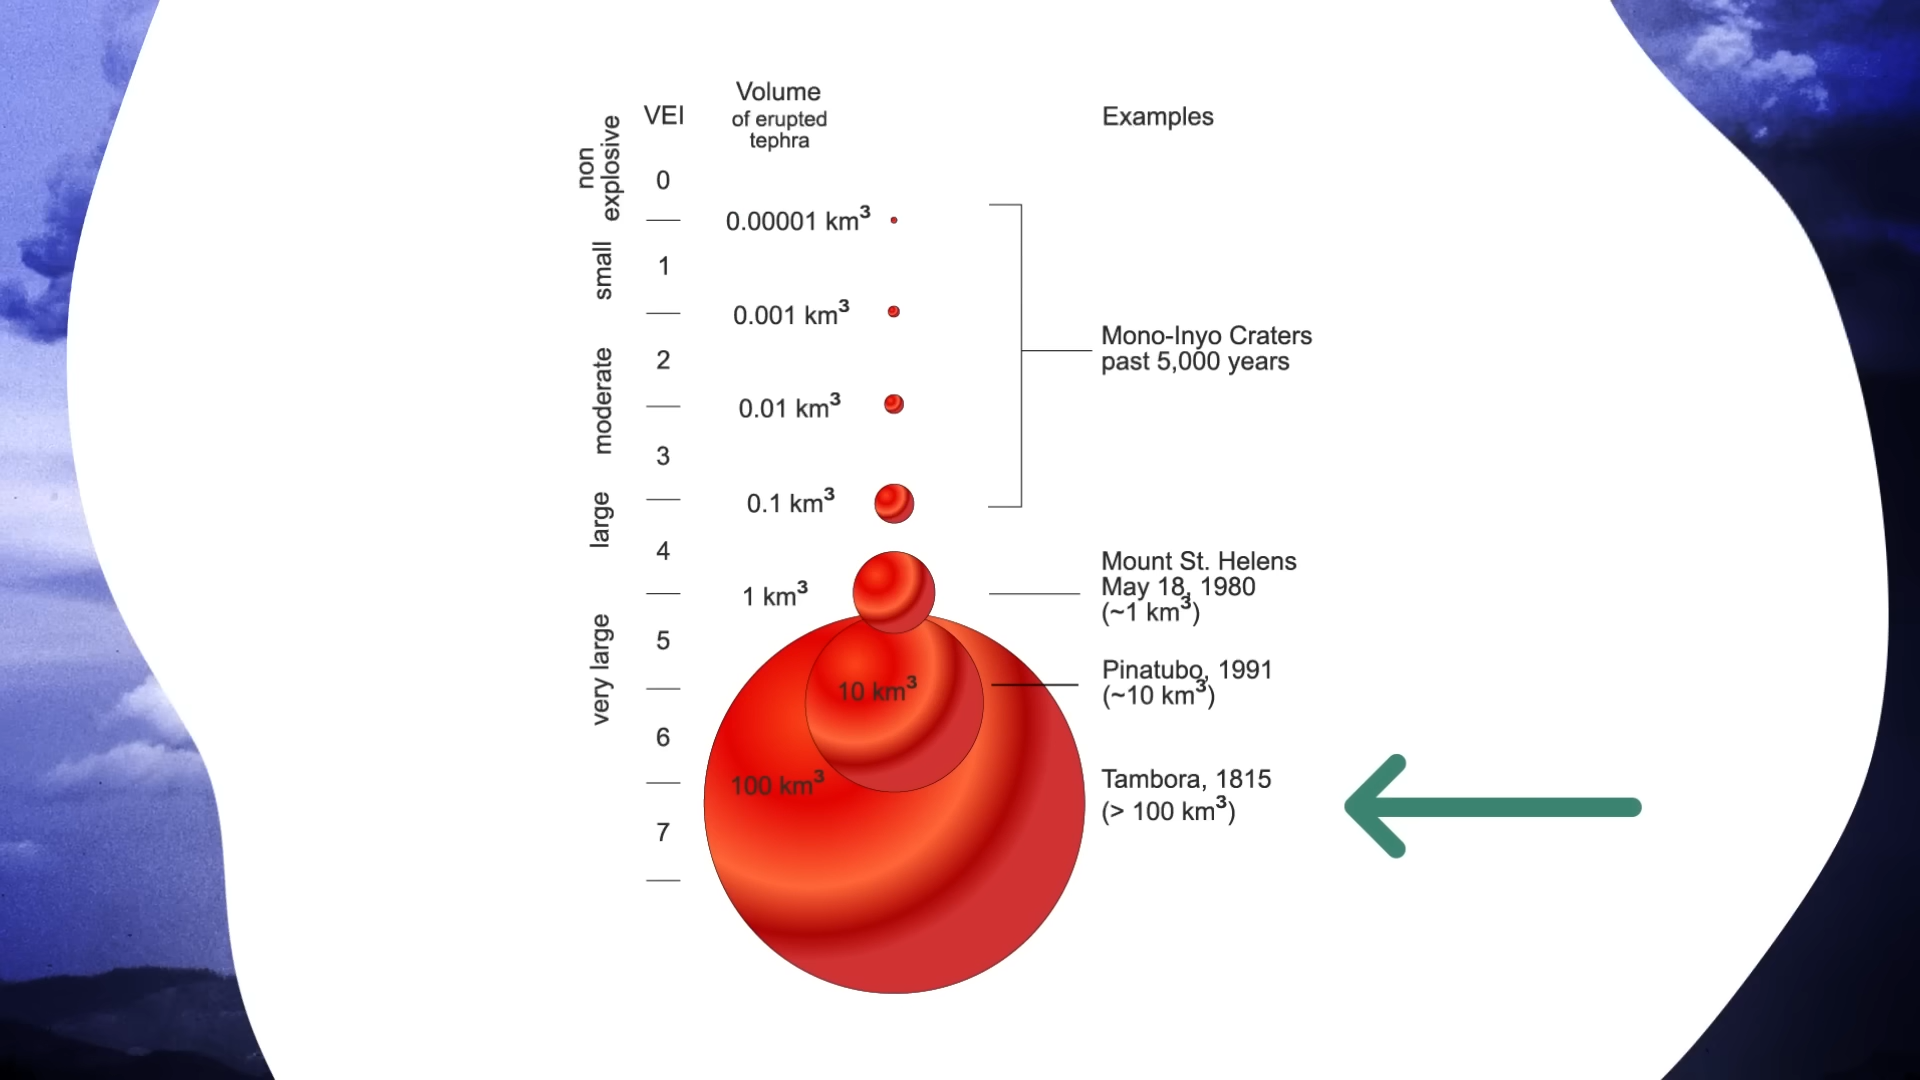 VEI
Volume
of erupted
tephra
Examples
non
explosive
0
0.00001 km³
small
1
0.001 km³
Mono-Inyo Craters
past 5,000 years
moderate
2
0.01 km³
3
0.1 km³
large
4
Mount St. Helens
May 18, 1980
(~1 km³)
1 km³
very large
5
Pinatubo, 1991
(~10 km³)
10 km³
6
Tambora, 1815
(> 100 km³)
100 km³
7